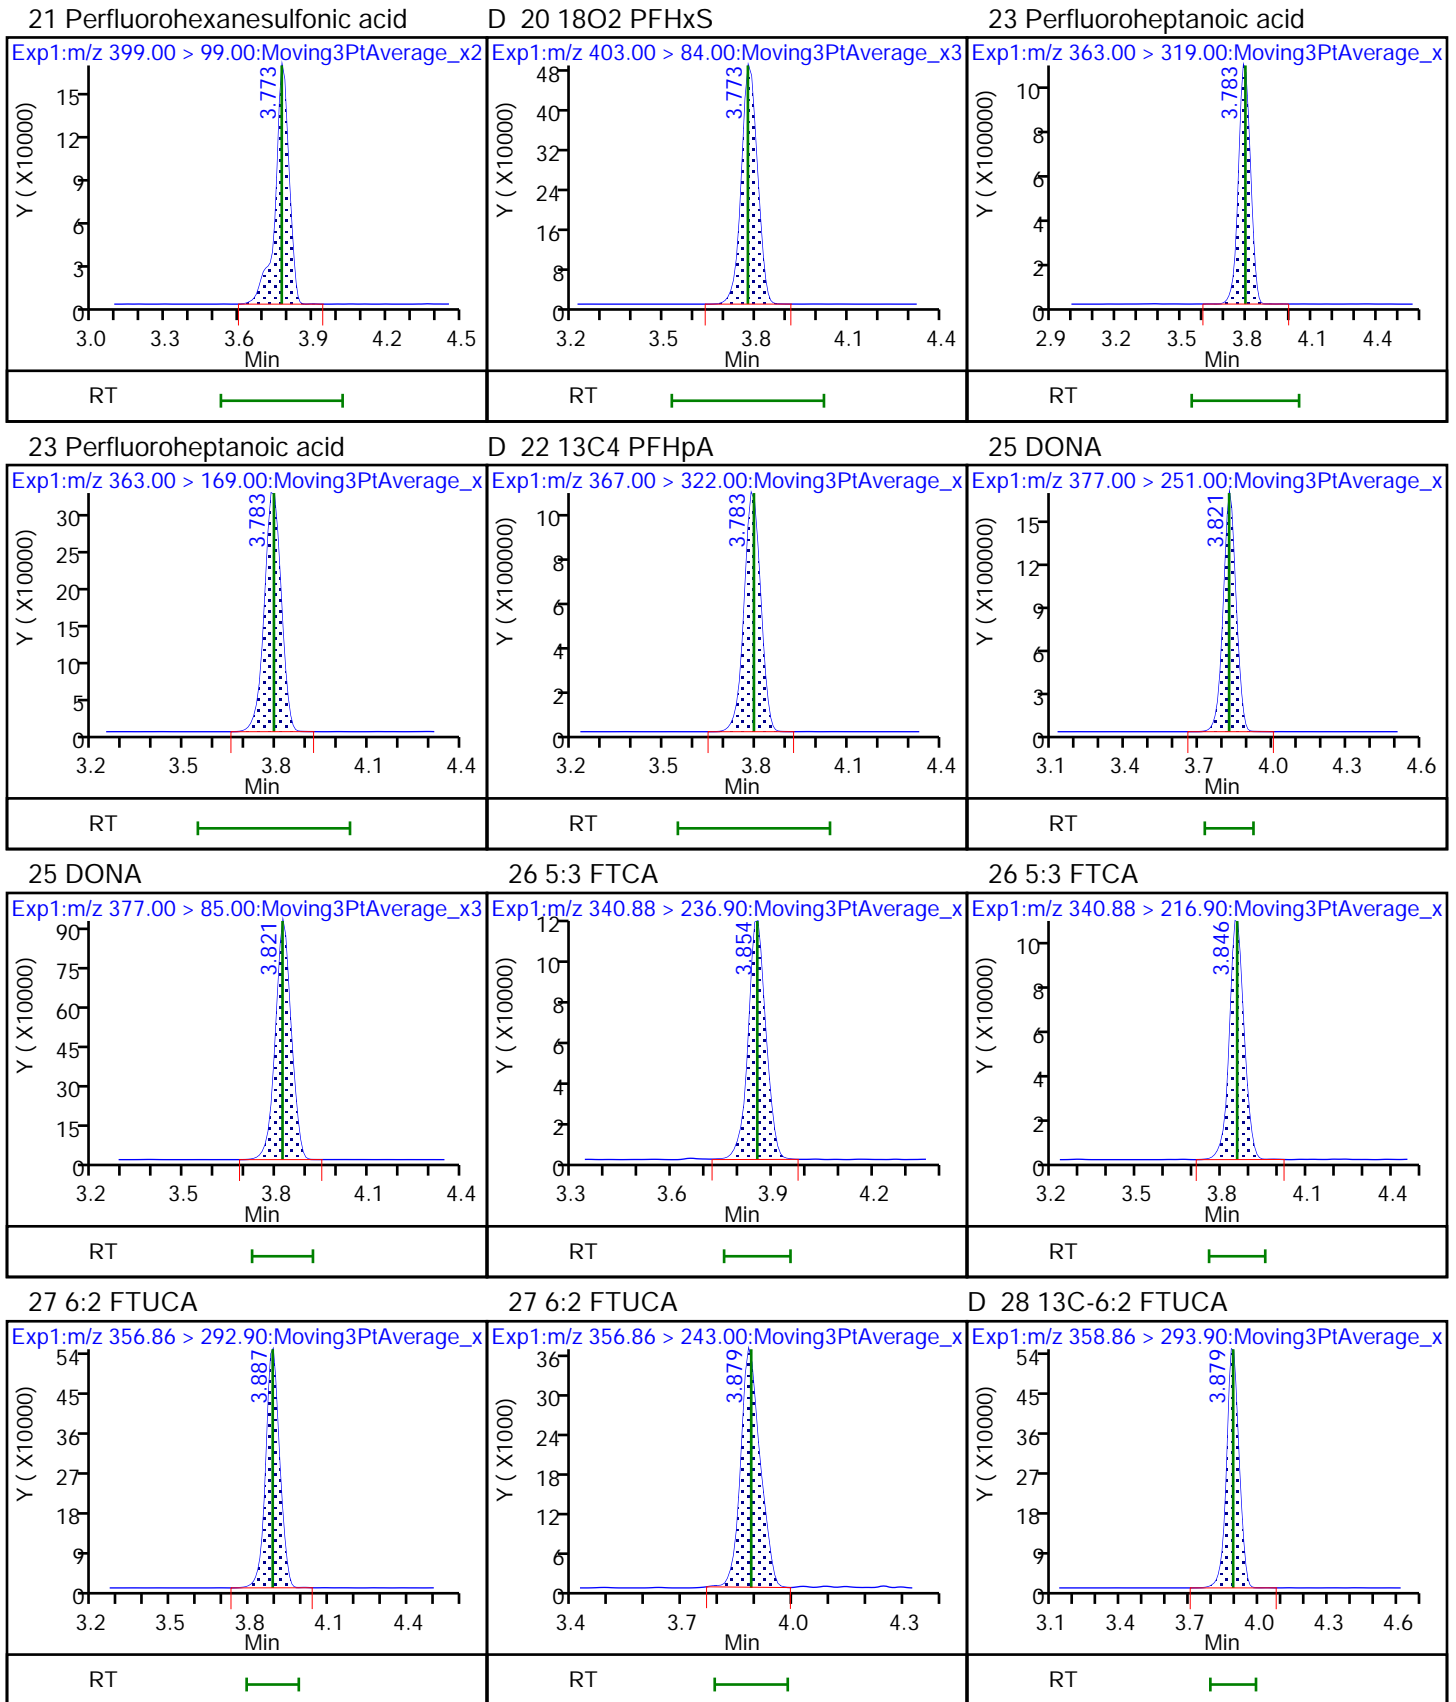 21 Perfluorohexanesulfonic acid
Exp1:m/z 399.00 > 99.00:Moving3PtAverage_x2
3.773
Y ( X10000)
15
12
9
6
3
0
3.0 3.3 3.6 3.9 4.2 4.5
Min
RT
D 20 18O2 PFHxS
Exp1:m/z 403.00 > 84.00:Moving3PtAverage_x3
3.773
Y ( X10000)
48
40
32
24
16
8
0
3.2 3.5 3.8 4.1 4.4
Min
RT
23 Perfluoroheptanoic acid
Exp1:m/z 363.00 > 319.00:Moving3PtAverage_x
3.783
Y ( X100000)
10
8
6
4
2
0
2.9 3.2 3.5 3.8 4.1 4.4
Min
RT
23 Perfluoroheptanoic acid
Exp1:m/z 363.00 > 169.00:Moving3PtAverage_x
3.783
Y ( X10000)
30
25
20
15
10
5
0
3.2 3.5 3.8 4.1 4.4
Min
RT
D 22 13C4 PFHpA
Exp1:m/z 367.00 > 322.00:Moving3PtAverage_x
3.783
Y ( X100000)
10
8
6
4
2
0
3.2 3.5 3.8 4.1 4.4
Min
RT
25 DONA
Exp1:m/z 377.00 > 251.00:Moving3PtAverage_x
3.821
Y ( X100000)
15
12
9
6
3
0
3.1 3.4 3.7 4.0 4.3 4.6
Min
RT
25 DONA
Exp1:m/z 377.00 > 85.00:Moving3PtAverage_x3
3.821
Y ( X10000)
90
75
60
45
30
15
0
3.2 3.5 3.8 4.1 4.4
Min
RT
26 5:3 FTCA
Exp1:m/z 340.88 > 236.90:Moving3PtAverage_x
3.854
Y ( X10000)
12
10
8
6
4
2
0
3.3 3.6 3.9 4.2
Min
RT
26 5:3 FTCA
Exp1:m/z 340.88 > 216.90:Moving3PtAverage_x
3.846
Y ( X10000)
10
8
6
4
2
0
3.2 3.5 3.8 4.1 4.4
Min
RT
27 6:2 FTUCA
Exp1:m/z 356.86 > 292.90:Moving3PtAverage_x
3.887
Y ( X10000)
54
45
36
27
18
9
0
3.2 3.5 3.8 4.1 4.4
Min
RT
27 6:2 FTUCA
Exp1:m/z 356.86 > 243.00:Moving3PtAverage_x
3.879
Y ( X1000)
36
30
24
18
12
6
0
3.4 3.7 4.0 4.3
Min
RT
D 28 13C-6:2 FTUCA
Exp1:m/z 358.86 > 293.90:Moving3PtAverage_x
3.879
Y ( X10000)
54
45
36
27
18
9
0
3.1 3.4 3.7 4.0 4.3 4.6
Min
RT